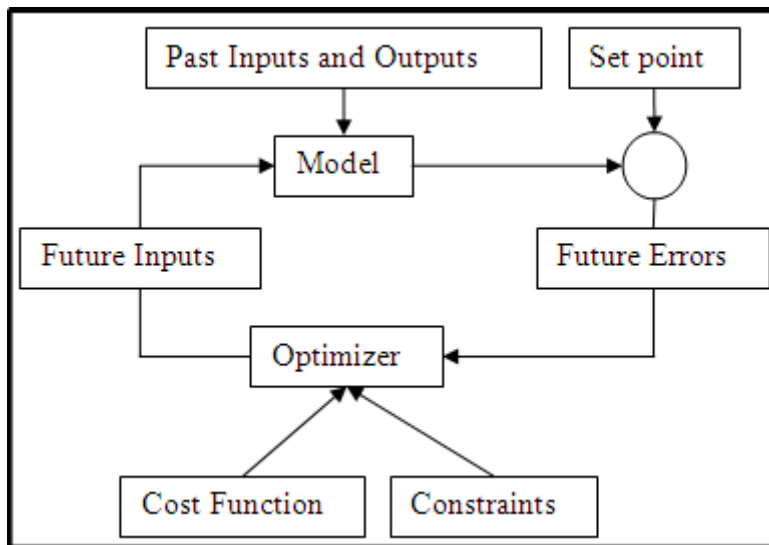 Past Inputs and Outputs
Set point
Model
Future Inputs
Future Errors
Optimizer
Cost Function
Constraints